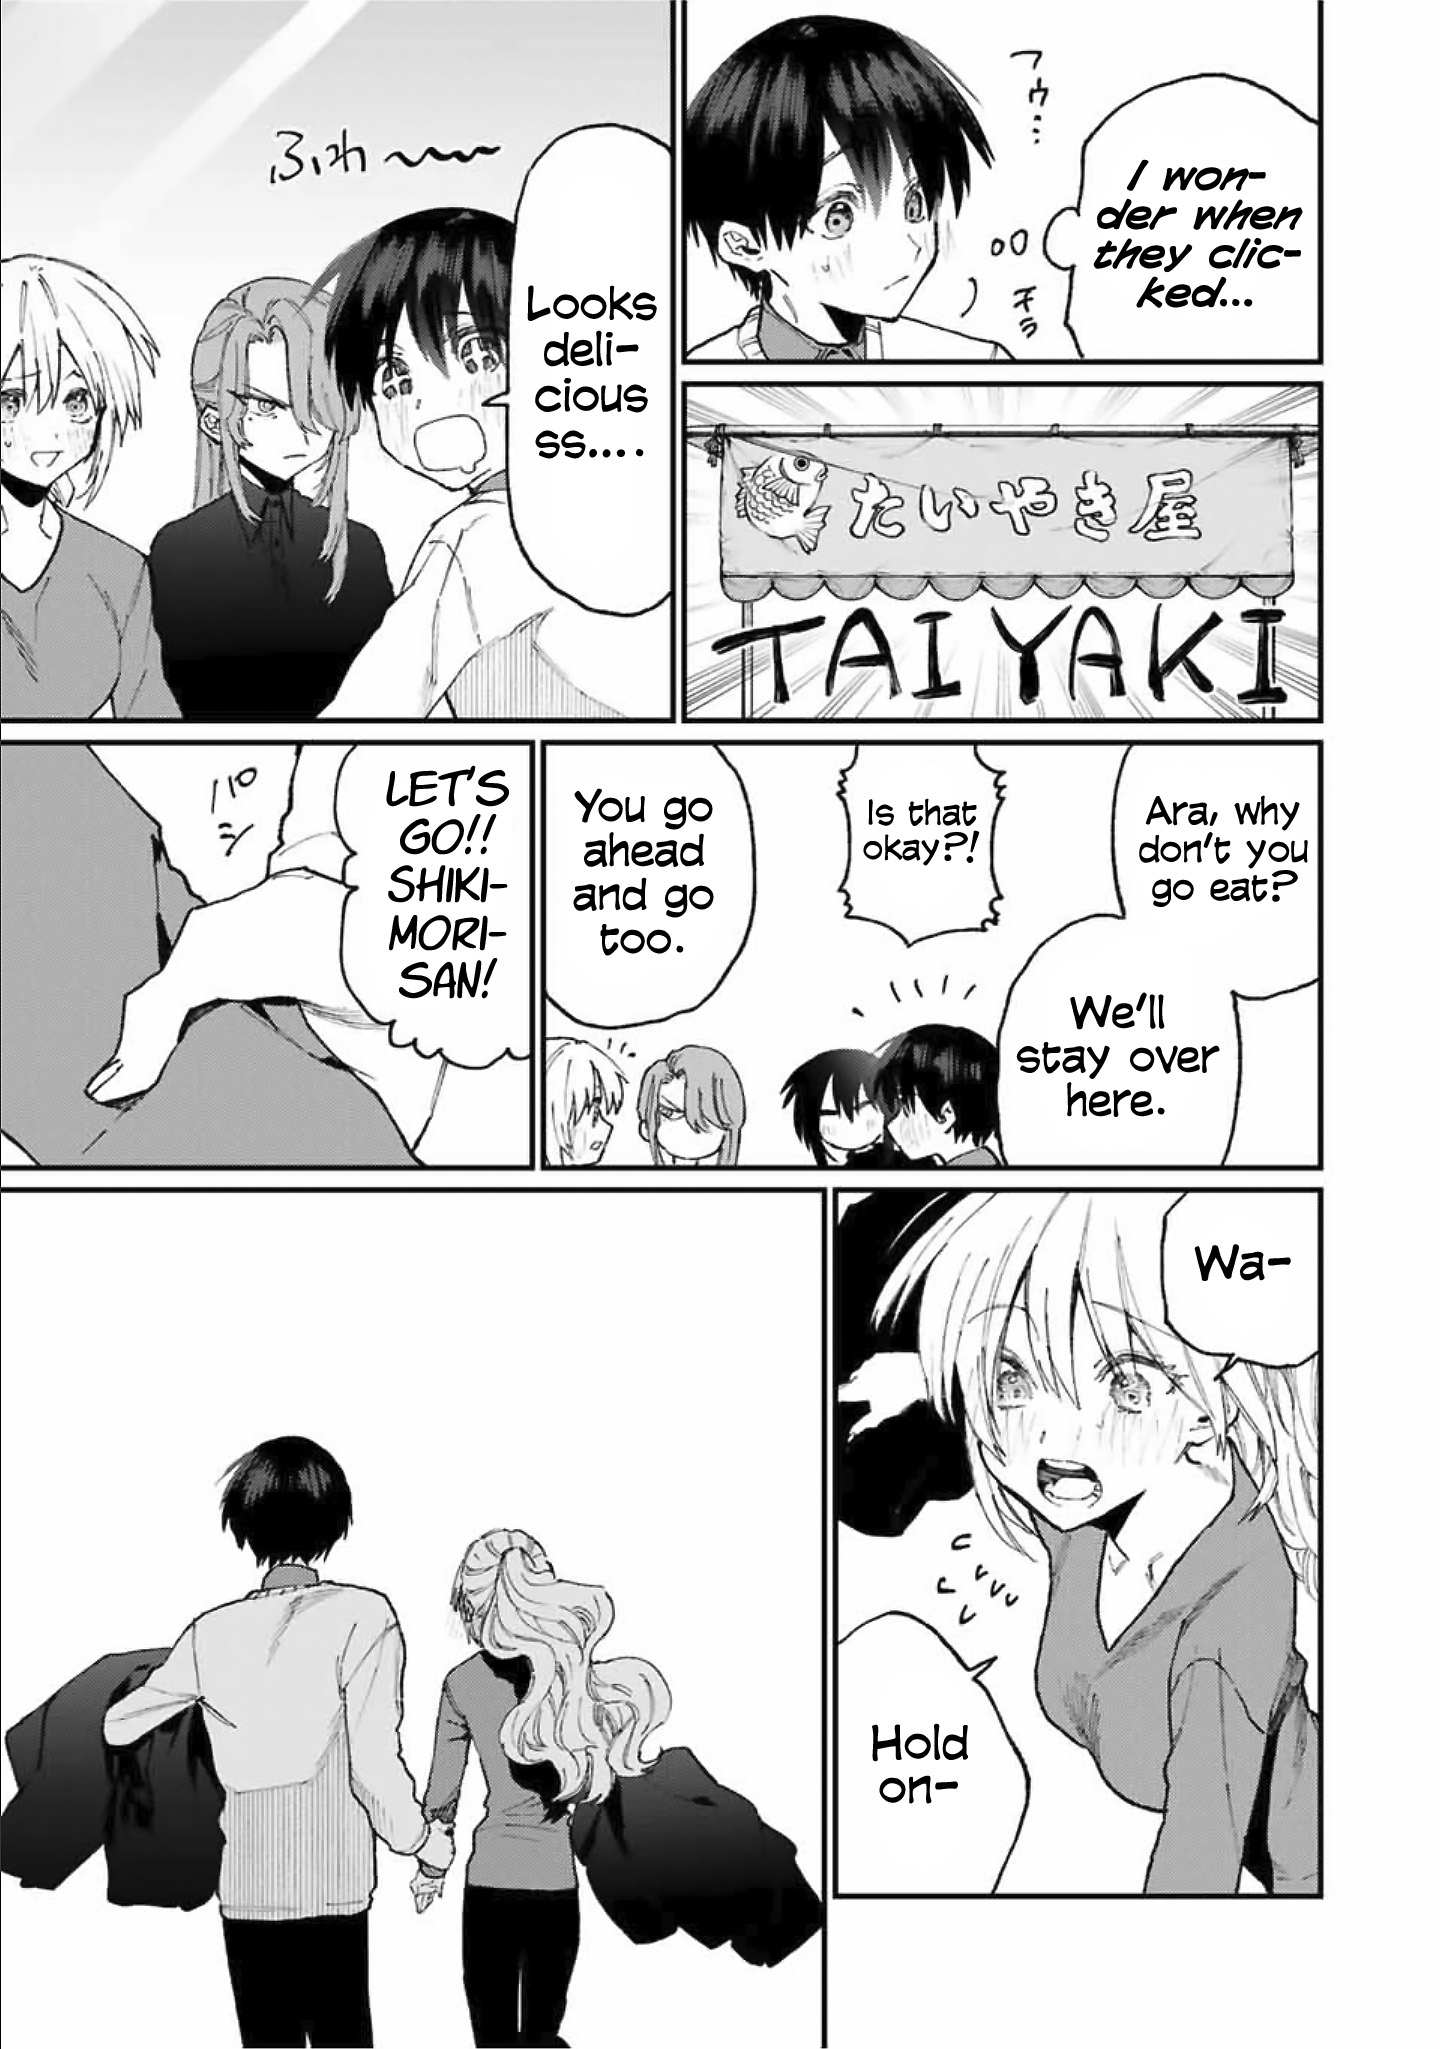 フゥ…
I won-
der when
they clic-
ked...
チラ
たいやき屋
TAIYAKI
ふわ〜〜
Looks
deli-
cious
ss....
Ara, why
don't you
go eat?
We'll
stay over
here.
Is that
okay?!
You go
ahead
and go
too.
LET'S
GO!!
SHIKI-
MORI-
SAN!
パシ
Wa-
Hold
on-